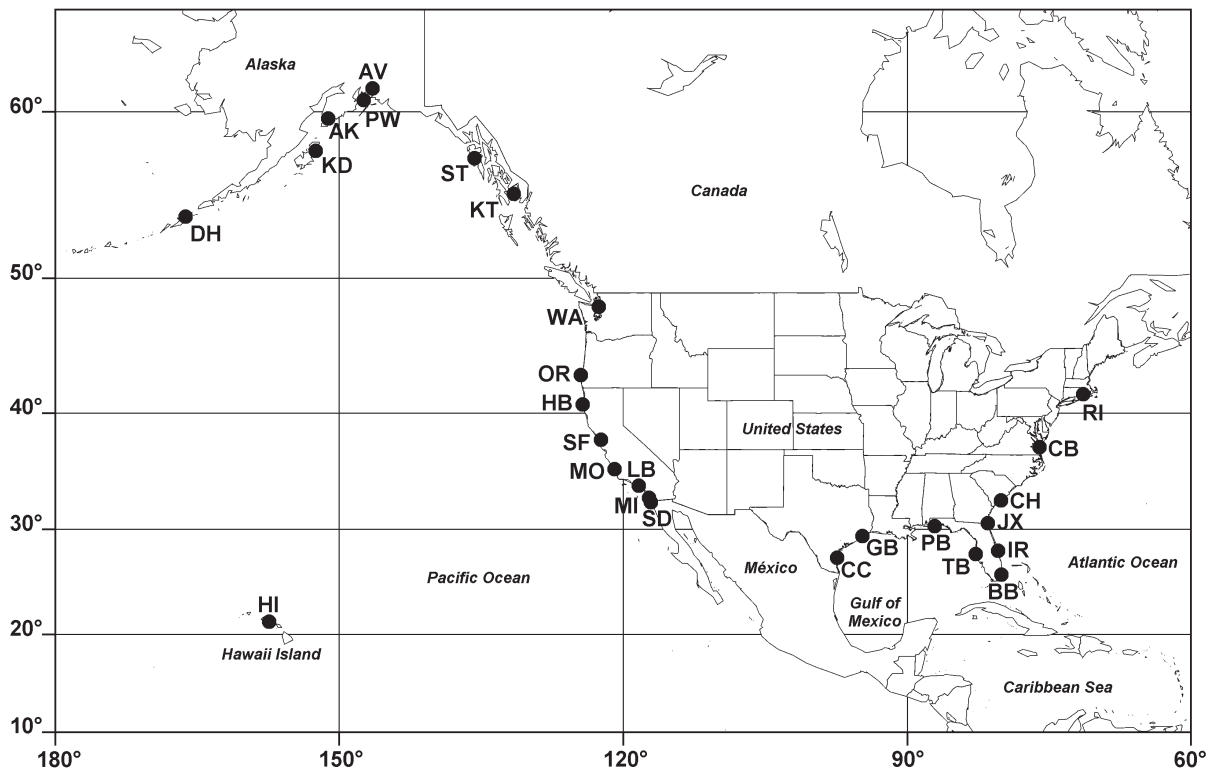 Alaska
AV
60°
PW
AK
KD
ST
KT
Canada
DH
50°
WA
OR
HB
40°
RI
United States
SF
CB
MO
LB
MI
SD
CH
30°
JX
GB
PB
IR
TB
CC
México
Atlantic Ocean
Pacific Ocean
BB
HI
Gulf of
Mexico
20°
Hawaii Island
Caribbean Sea
10°
180°
150°
120°
90°
60°